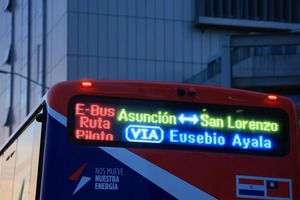 E-Bus
Ruta
Piloto
Asunción ↔ San Lorenzo
VIA Eusebio Ayala
NOS MUEVE
NUESTRA
ENERGÍA